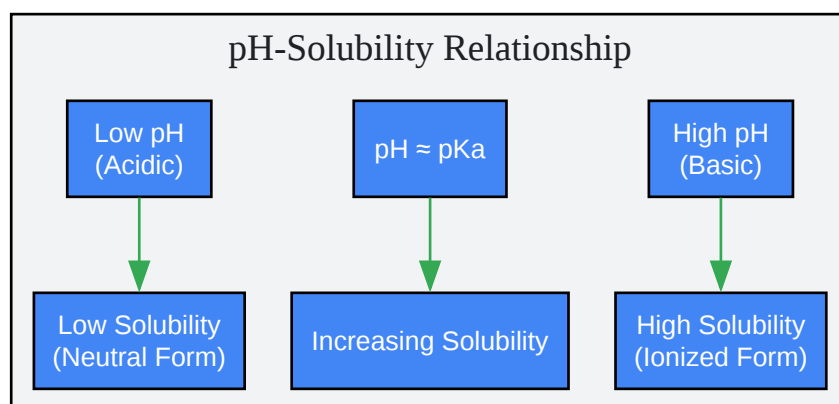 pH-Solubility Relationship
Low pH
(Acidic)
pH ≈ pKa
High pH
(Basic)
Low Solubility
(Neutral Form)
Increasing Solubility
High Solubility
(Ionized Form)